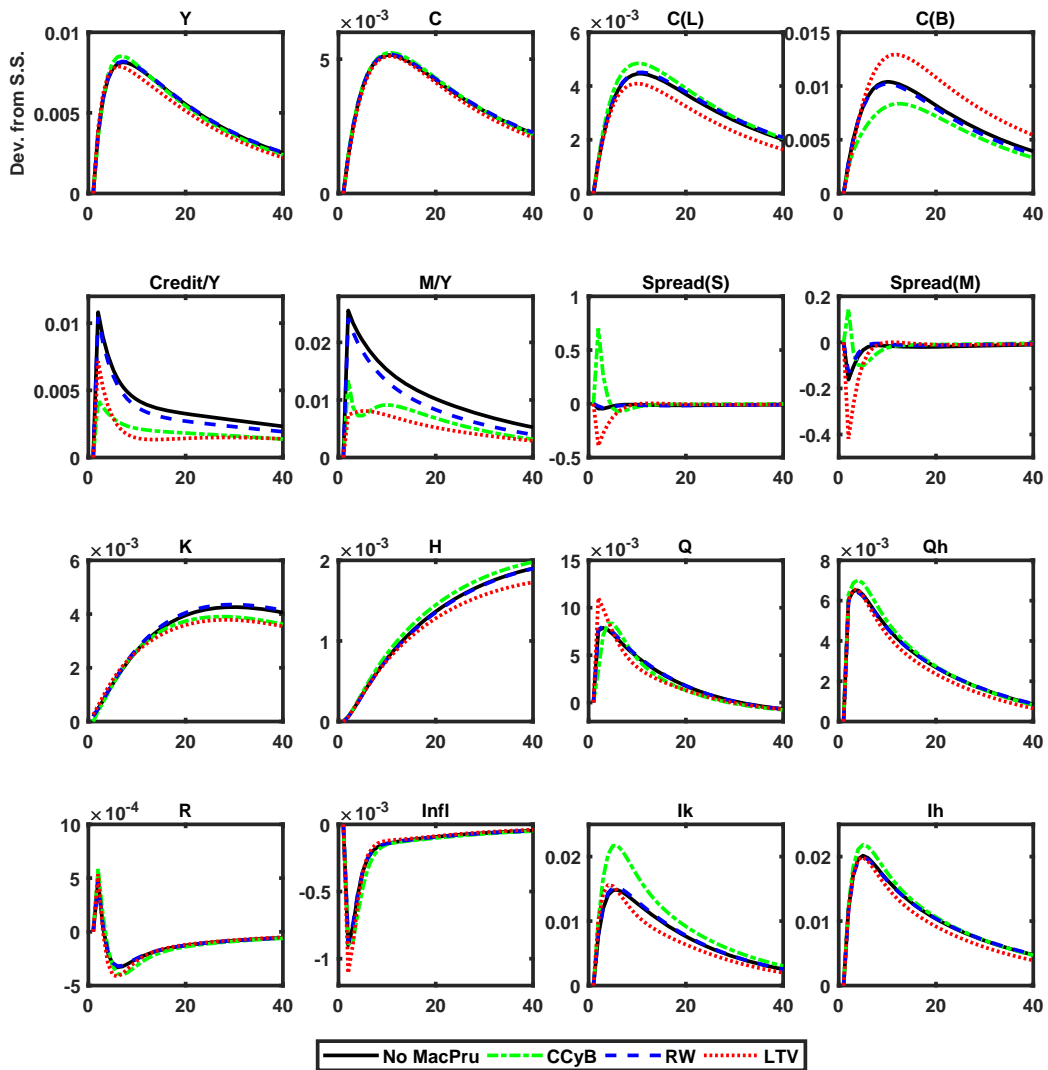 Y
C
C(L)
C(B)
Dev. from S.S.
0.01
0.005
0
0 20 40
×10-3
5
0
0 20 40
×10-3
6
4
2
0
0 20 40
0.015
0.01
0.005
0
0 20 40
Credit/Y
M/Y
Spread(S)
Spread(M)
0.01
0.005
0
0 20 40
0.02
0.01
0
0 20 40
1
0.5
0
-0.5
0 20 40
0.2
0
-0.2
-0.4
0 20 40
K
H
Q
Qh
×10-3
6
4
2
0
0 20 40
×10-3
2
1
0
0 20 40
×10-3
15
10
5
0
0 20 40
×10-3
8
6
4
2
0
0 20 40
R
Infl
Ik
Ih
×10-4
10
5
0
-5
0 20 40
×10-3
0
-0.5
-1
0 20 40
0.02
0.01
0
0 20 40
0.02
0.01
0
0 20 40
No MacPru CCyB RW LTV